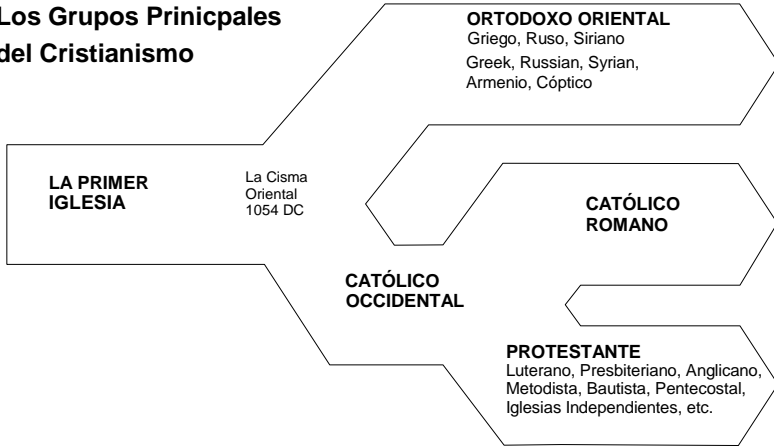 Los Grupos Prinicpales
del Cristianismo
ORTODOXO ORIENTAL
Griego, Ruso, Siriano
Greek, Russian, Syrian,
Armenio, Cóptico
LA PRIMER
IGLESIA
La Cisma
Oriental
1054 DC
CATÓLICO
ROMANO
CATÓLICO
OCCIDENTAL
PROTESTANTE
Luterano, Presbiteriano, Anglicano,
Metodista, Bautista, Pentecostal,
Iglesias Independientes, etc.